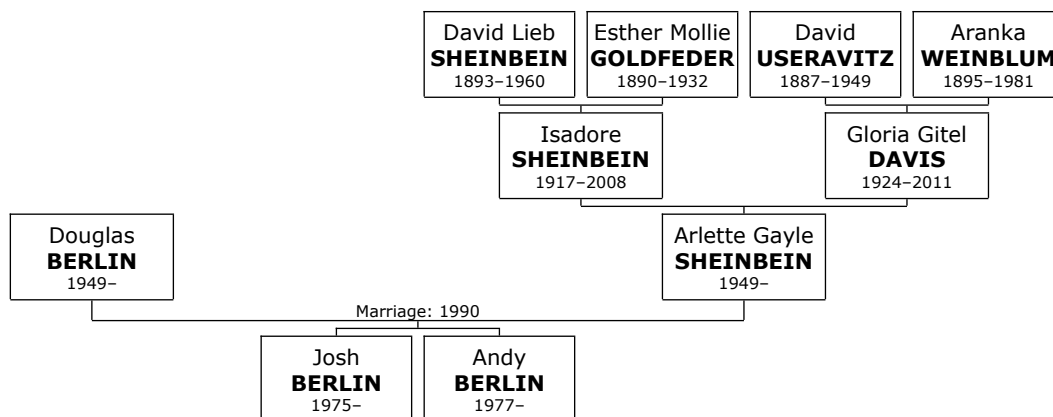 David Lieb
SHEINBEIN
1893–1960
Esther Mollie
GOLDFEDER
1890–1932
David
USERAVITZ
1887–1949
Aranka
WEINBLUM
1895–1981
Isadore
SHEINBEIN
1917–2008
Gloria Gitel
DAVIS
1924–2011
Douglas
BERLIN
1949–
Arlette Gayle
SHEINBEIN
1949–
Marriage: 1990
Josh
BERLIN
1975–
Andy
BERLIN
1977–